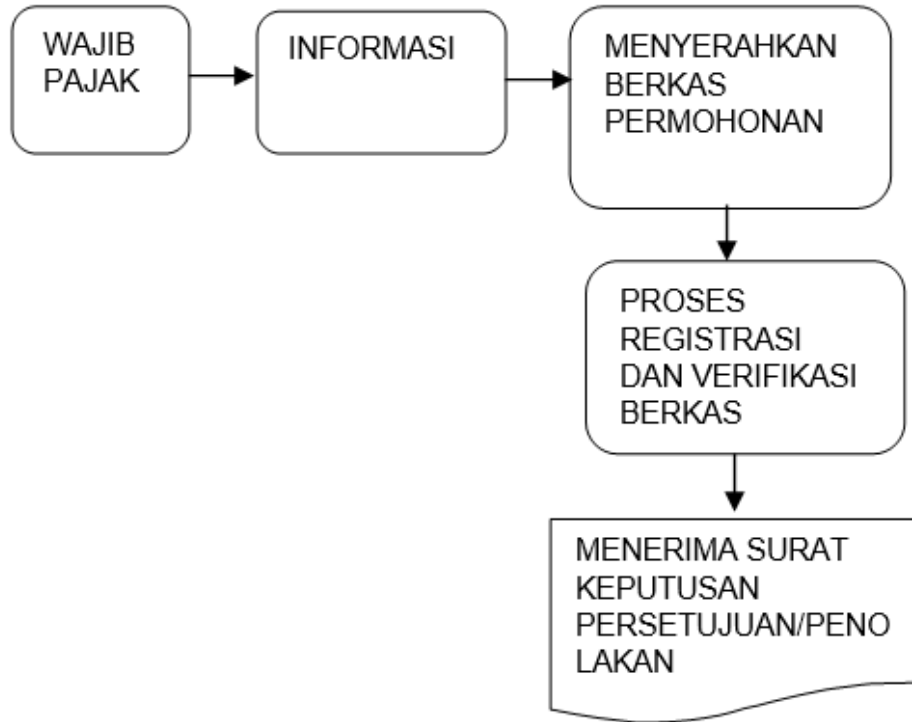 WAJIB
PAJAK
INFORMASI
MENYERAHKAN
BERKAS
PERMOHONAN
PROSES
REGISTRASI
DAN VERIFIKASI
BERKAS
MENERIMA SURAT
KEPUTUSAN
PERSETUJUAN/PENO
LAKAN